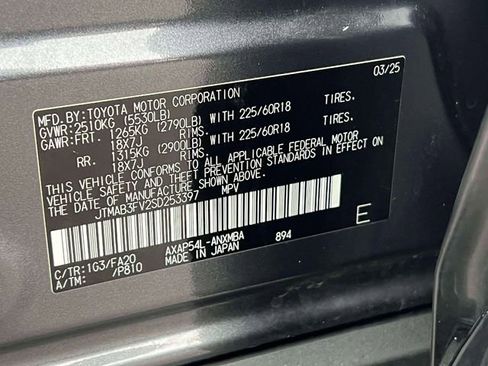 03/25
MFD.BY:TOYOTA MOTOR CORPORATION
GVWR:2510KG (5530LB)
GAWR:FRT. 1265KG (2790LB) WITH 225/60R18 TIRES.
18X7J RIMS.
RR. 1315KG (2900LB) WITH 225/60R18 TIRES.
18X7J RIMS.
THIS VEHICLE CONFORMS TO ALL APPLICABLE FEDERAL MOTOR
VEHICLE SAFETY AND THEFT PREVENTION STANDARDS IN EFFECT ON
THE DATE OF MANUFACTURE SHOWN ABOVE.
JTMAB3FV2SD253397 MPV
E
C/TR:1G3/FA20 AXAP54L-ANXMBA 894
A/TM: /P810 MADE IN JAPAN